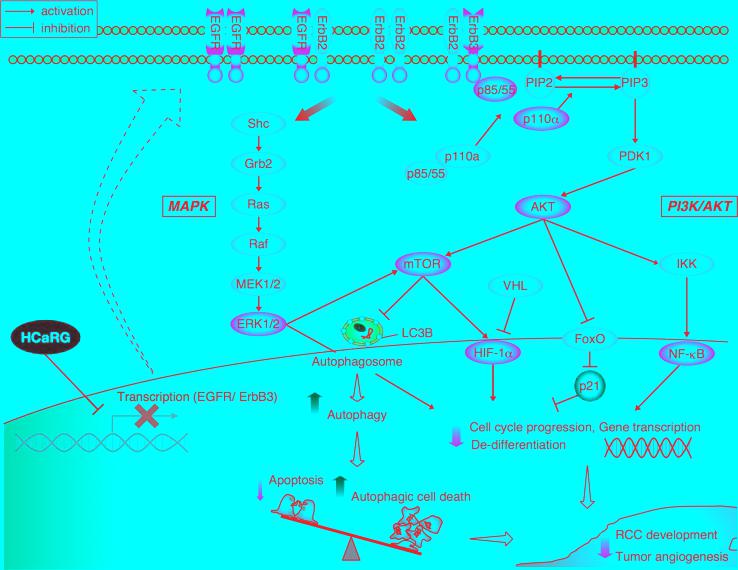 activation
inhibition
EGFR
EGFR
EGFR
ErbB2
ErbB2
ErbB2
ErbB2
ErbB3
p85/55
PIP2
PIP3
p110α
Shc
p110a
p85/55
PDK1
Grb2
MAPK
Ras
AKT
PI3K/AKT
Raf
mTOR
IKK
MEK1/2
VHL
ERK1/2
LC3B
HCaRG
FoxO
Autophagosome
HIF-1α
NF-κB
p21
Transcription (EGFR/ ErbB3)
Autophagy
Cell cycle progression, Gene transcription
De-differentiation
Apoptosis
Autophagic cell death
RCC development
Tumor angiogenesis